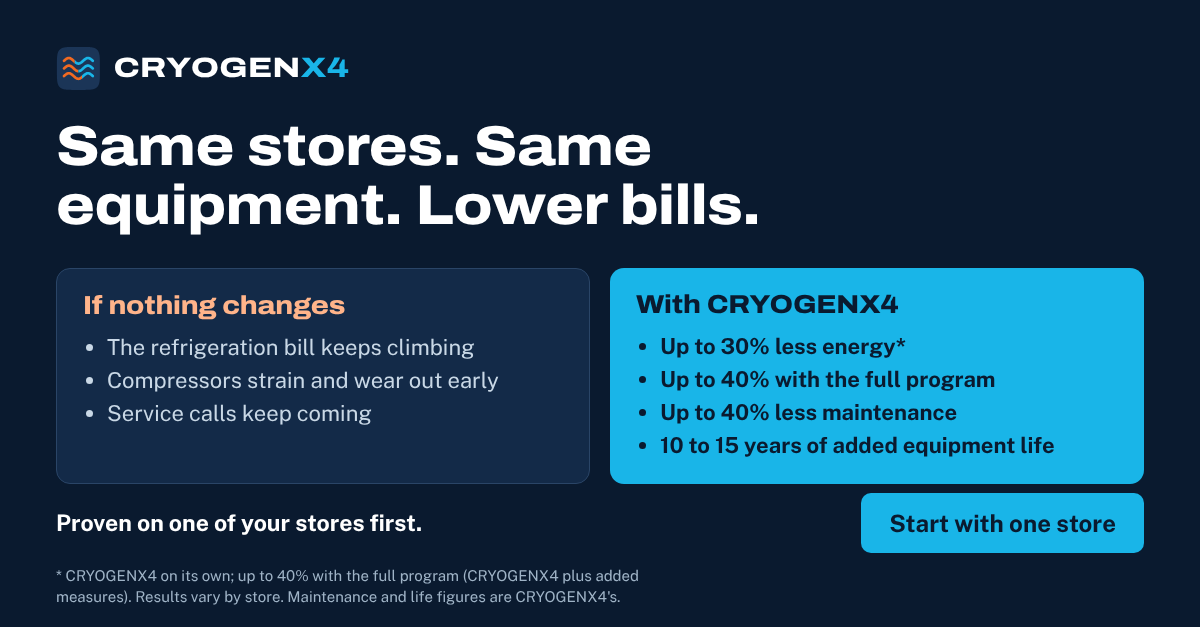 CRYOGENX4
Same stores. Same
equipment. Lower bills.
If nothing changes
• The refrigeration bill keeps climbing
• Compressors strain and wear out early
• Service calls keep coming
With CRYOGENX4
• Up to 30% less energy*
• Up to 40% with the full program
• Up to 40% less maintenance
• 10 to 15 years of added equipment life
Proven on one of your stores first.
Start with one store
* CRYOGENX4 on its own; up to 40% with the full program (CRYOGENX4 plus added
measures). Results vary by store. Maintenance and life figures are CRYOGENX4's.